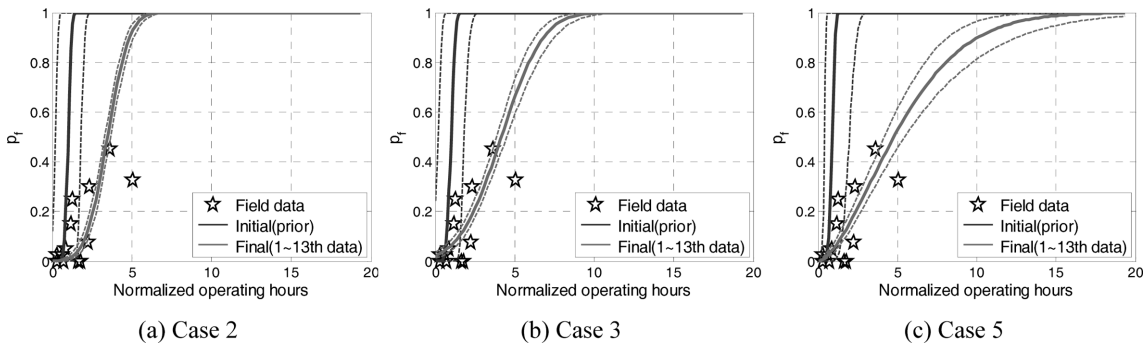 1
0.8
0.6
0.4
0.2
0
p_f
0 5 10 15 20
Normalized operating hours
Field data
Initial(prior)
Final(1~13th data)
(a) Case 2
1
0.8
0.6
0.4
0.2
0
p_f
0 5 10 15 20
Normalized operating hours
Field data
Initial(prior)
Final(1~13th data)
(b) Case 3
1
0.8
0.6
0.4
0.2
0
p_f
0 5 10 15 20
Normalized operating hours
Field data
Initial(prior)
Final(1~13th data)
(c) Case 5